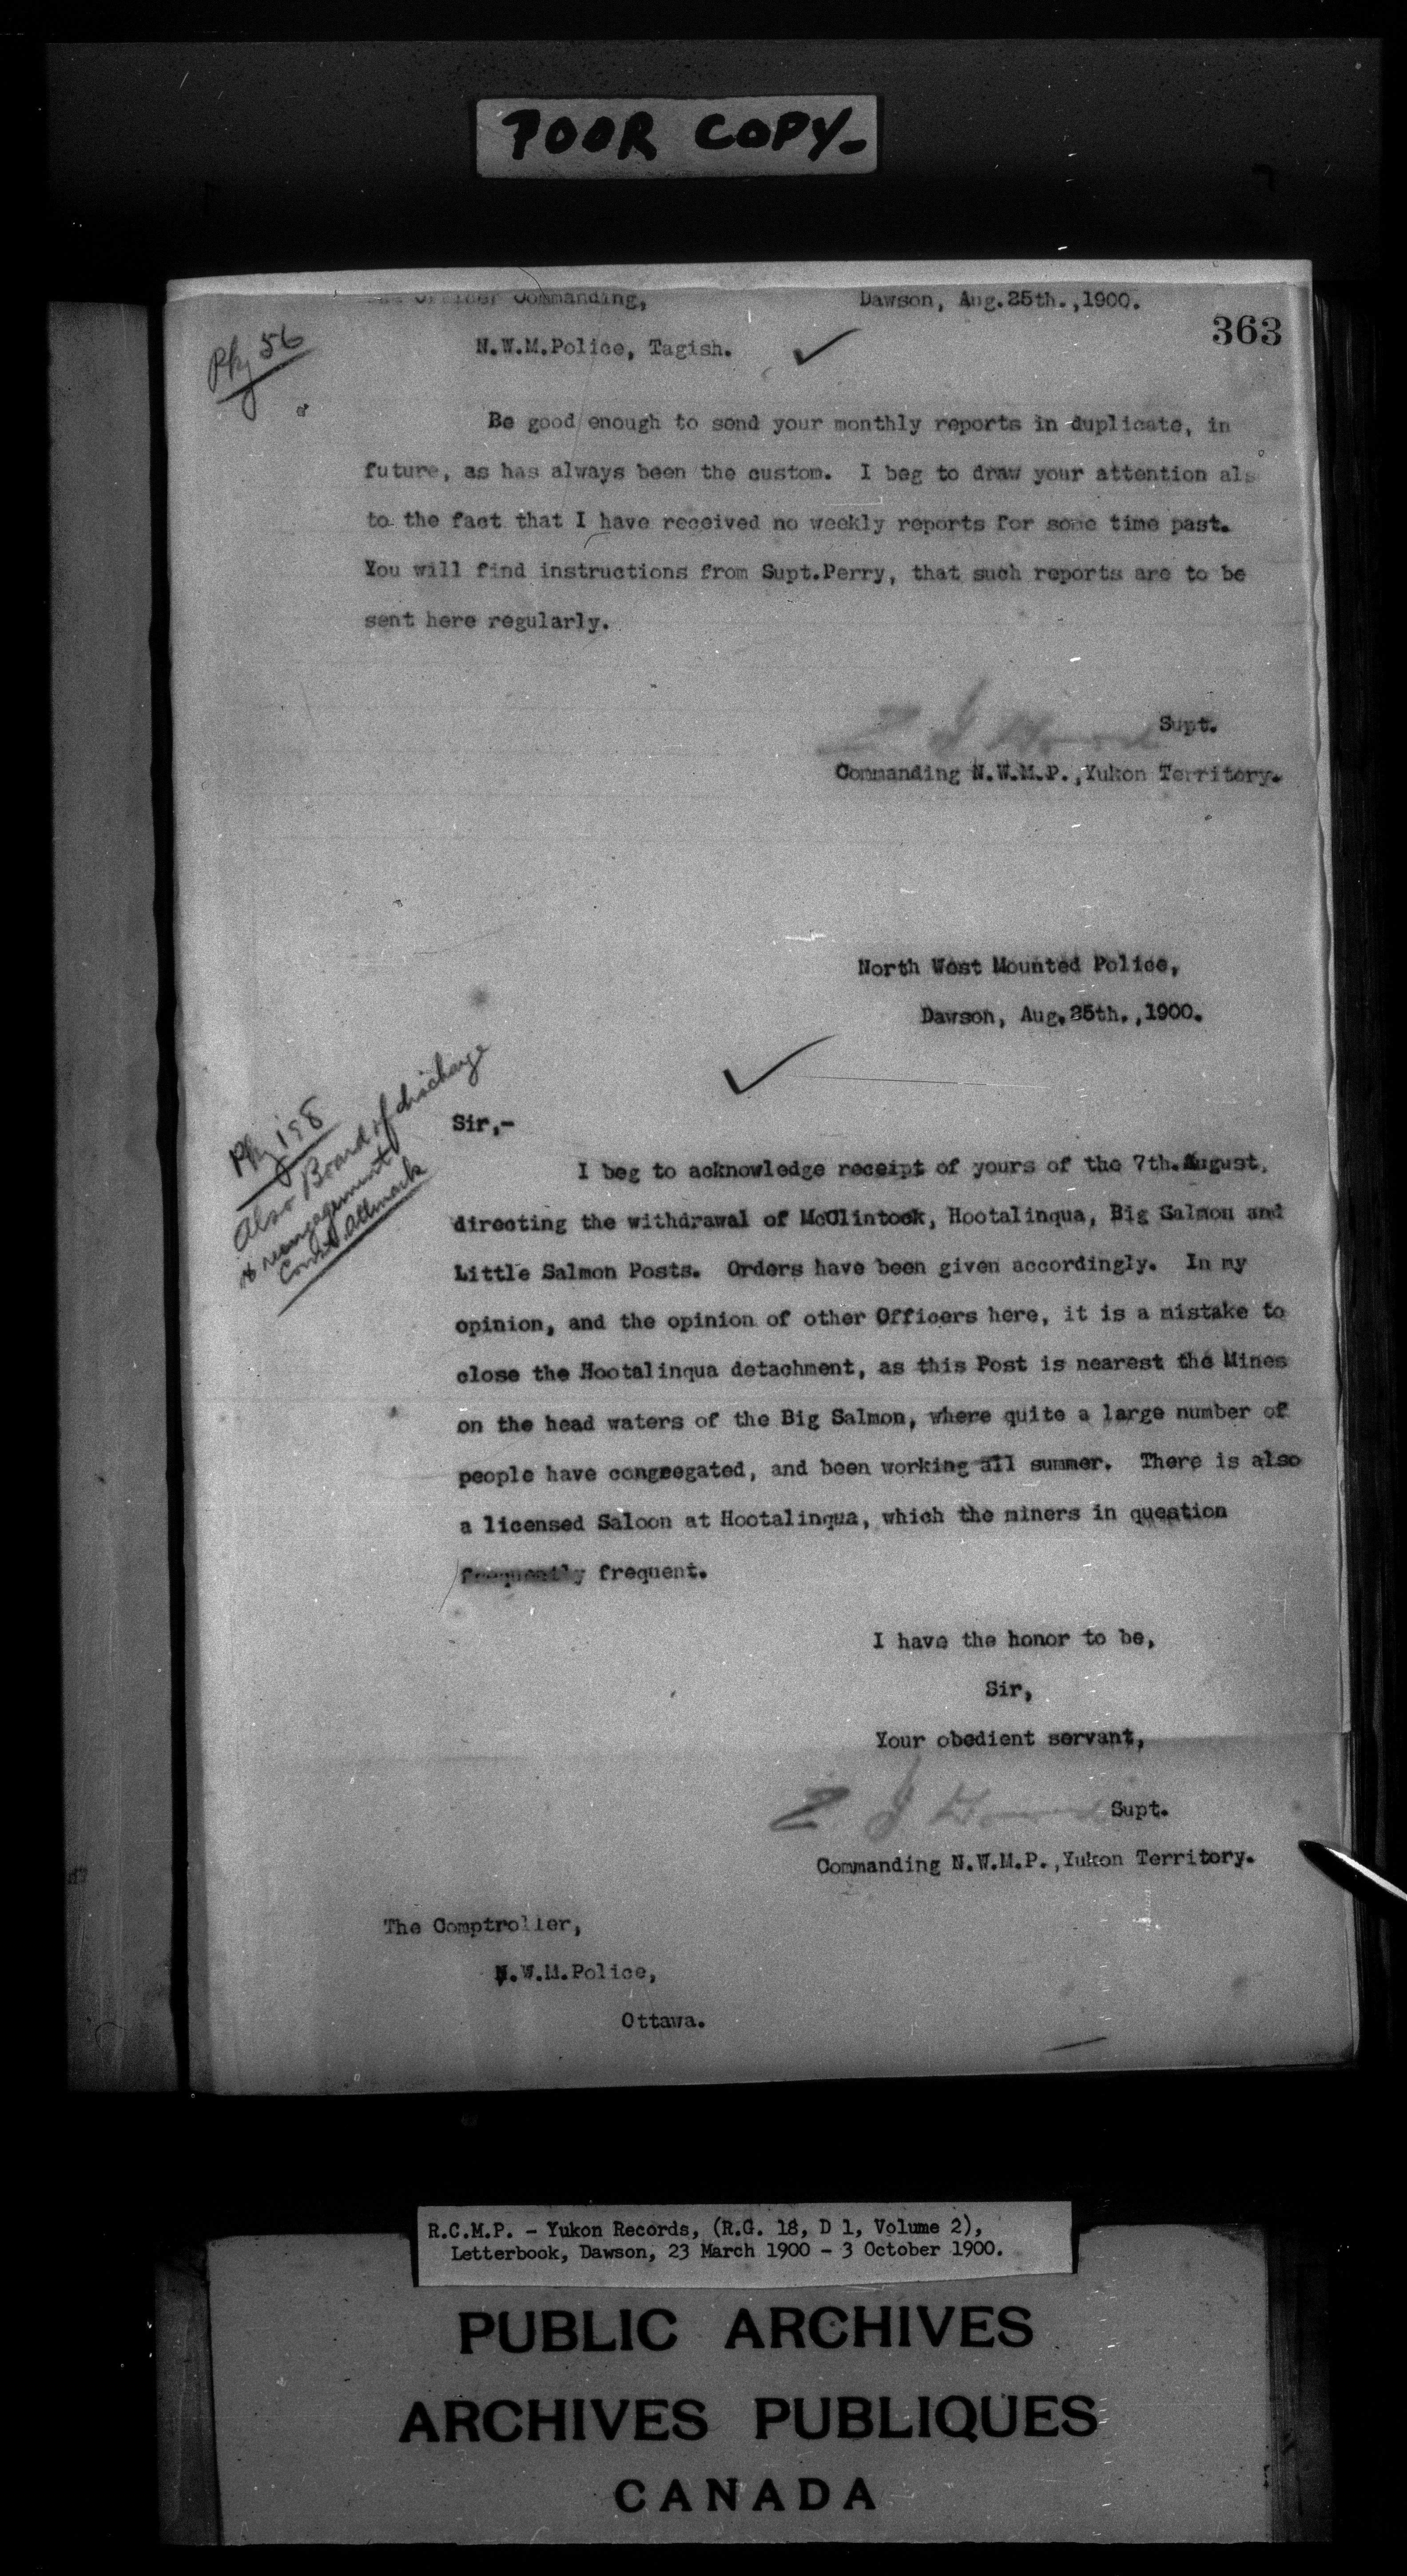 POOR COPY-
Officer Commanding, Dawson, Aug.25th.,1900.
363
N.W.M.Police, Tagish.
56
Be good enough to send your monthly reports in duplicate, in
future, as has always been the custom. I beg to draw your attention als
to the fact that I have received no weekly reports for some time past.
You will find instructions from Supt.Perry, that such reports are to be
sent here regularly.
Z J Wood Supt.
Commanding N.W.M.P.,Yukon Territory.
North West Mounted Police,
Dawson, Aug.25th.,1900.
198
Also Board of discharge
reengagement
Const.
Sir,-
I beg to acknowledge receipt of yours of the 7th.August,
directing the withdrawal of McClintock, Hootalinqua, Big Salmon and
Little Salmon Posts. Orders have been given accordingly. In my
opinion, and the opinion of other Officers here, it is a mistake to
close the Hootalinqua detachment, as this Post is nearest the Mines
on the head waters of the Big Salmon, where quite a large number of
people have congregated, and been working all summer. There is also
a licensed Saloon at Hootalinqua, which the miners in question
frequently frequent.
I have the honor to be,
Sir,
Your obedient servant,
Z J Wood Supt.
Commanding N.W.M.P.,Yukon Territory.
The Comptroller,
N.W.M.Police,
Ottawa.
R.C.M.P. - Yukon Records, (R.G. 18, D 1, Volume 2),
Letterbook, Dawson, 23 March 1900 - 3 October 1900.
PUBLIC ARCHIVES
ARCHIVES PUBLIQUES
CANADA